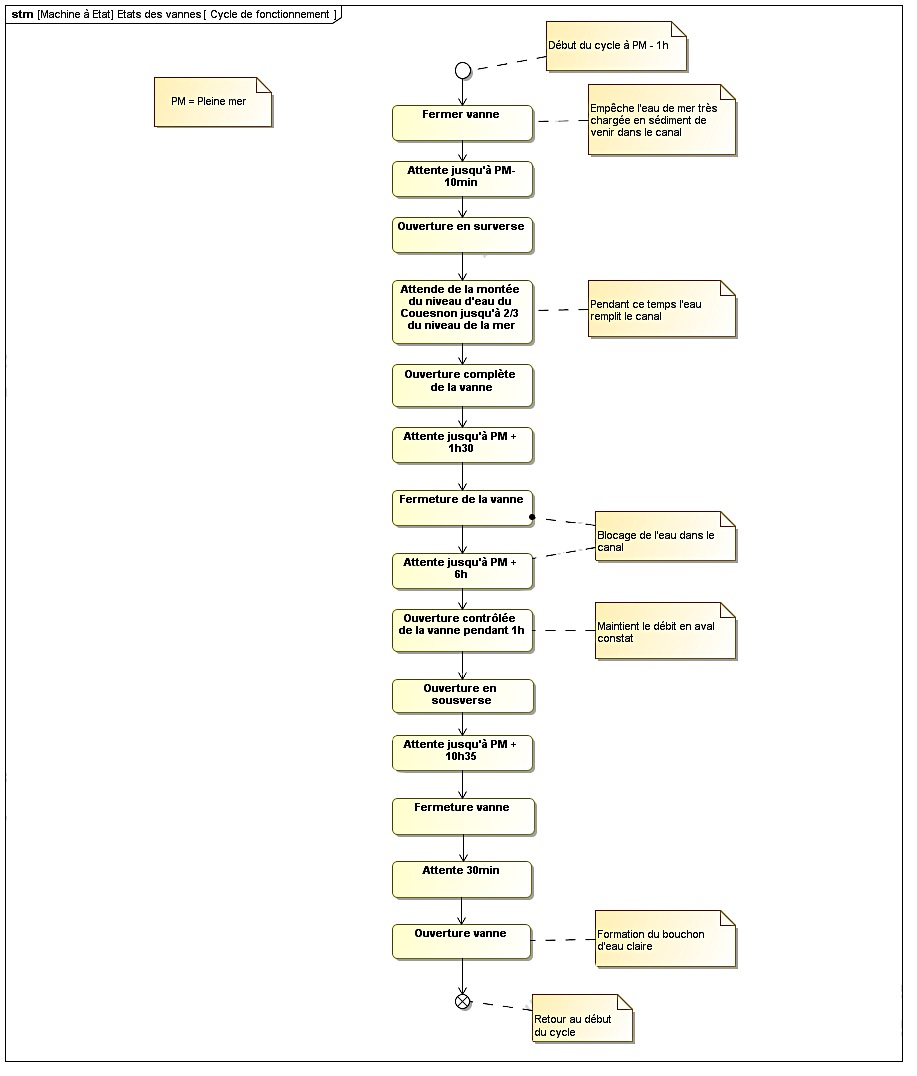 stm [Machine à Etat] Etats des vannes [ Cycle de fonctionnement ]
Début du cycle à PM - 1h
PM = Pleine mer
Fermer vanne
Empêche l'eau de mer très
chargée en sédiment de
venir dans le canal
Attente jusqu'à PM-
10min
Ouverture en surverse
Attende de la montée
du niveau d'eau du
Couesnon jusqu'à 2/3
du niveau de la mer
Pendant ce temps l'eau
remplit le canal
Ouverture complète
de la vanne
Attente jusqu'à PM +
1h30
Fermeture de la vanne
Blocage de l'eau dans le
canal
Attente jusqu'à PM +
6h
Ouverture contrôlée
de la vanne pendant 1h
Maintient le débit en aval
constat
Ouverture en
sousverse
Attente jusqu'à PM +
10h35
Fermeture vanne
Attente 30min
Ouverture vanne
Formation du bouchon
d'eau claire
Retour au début
du cycle